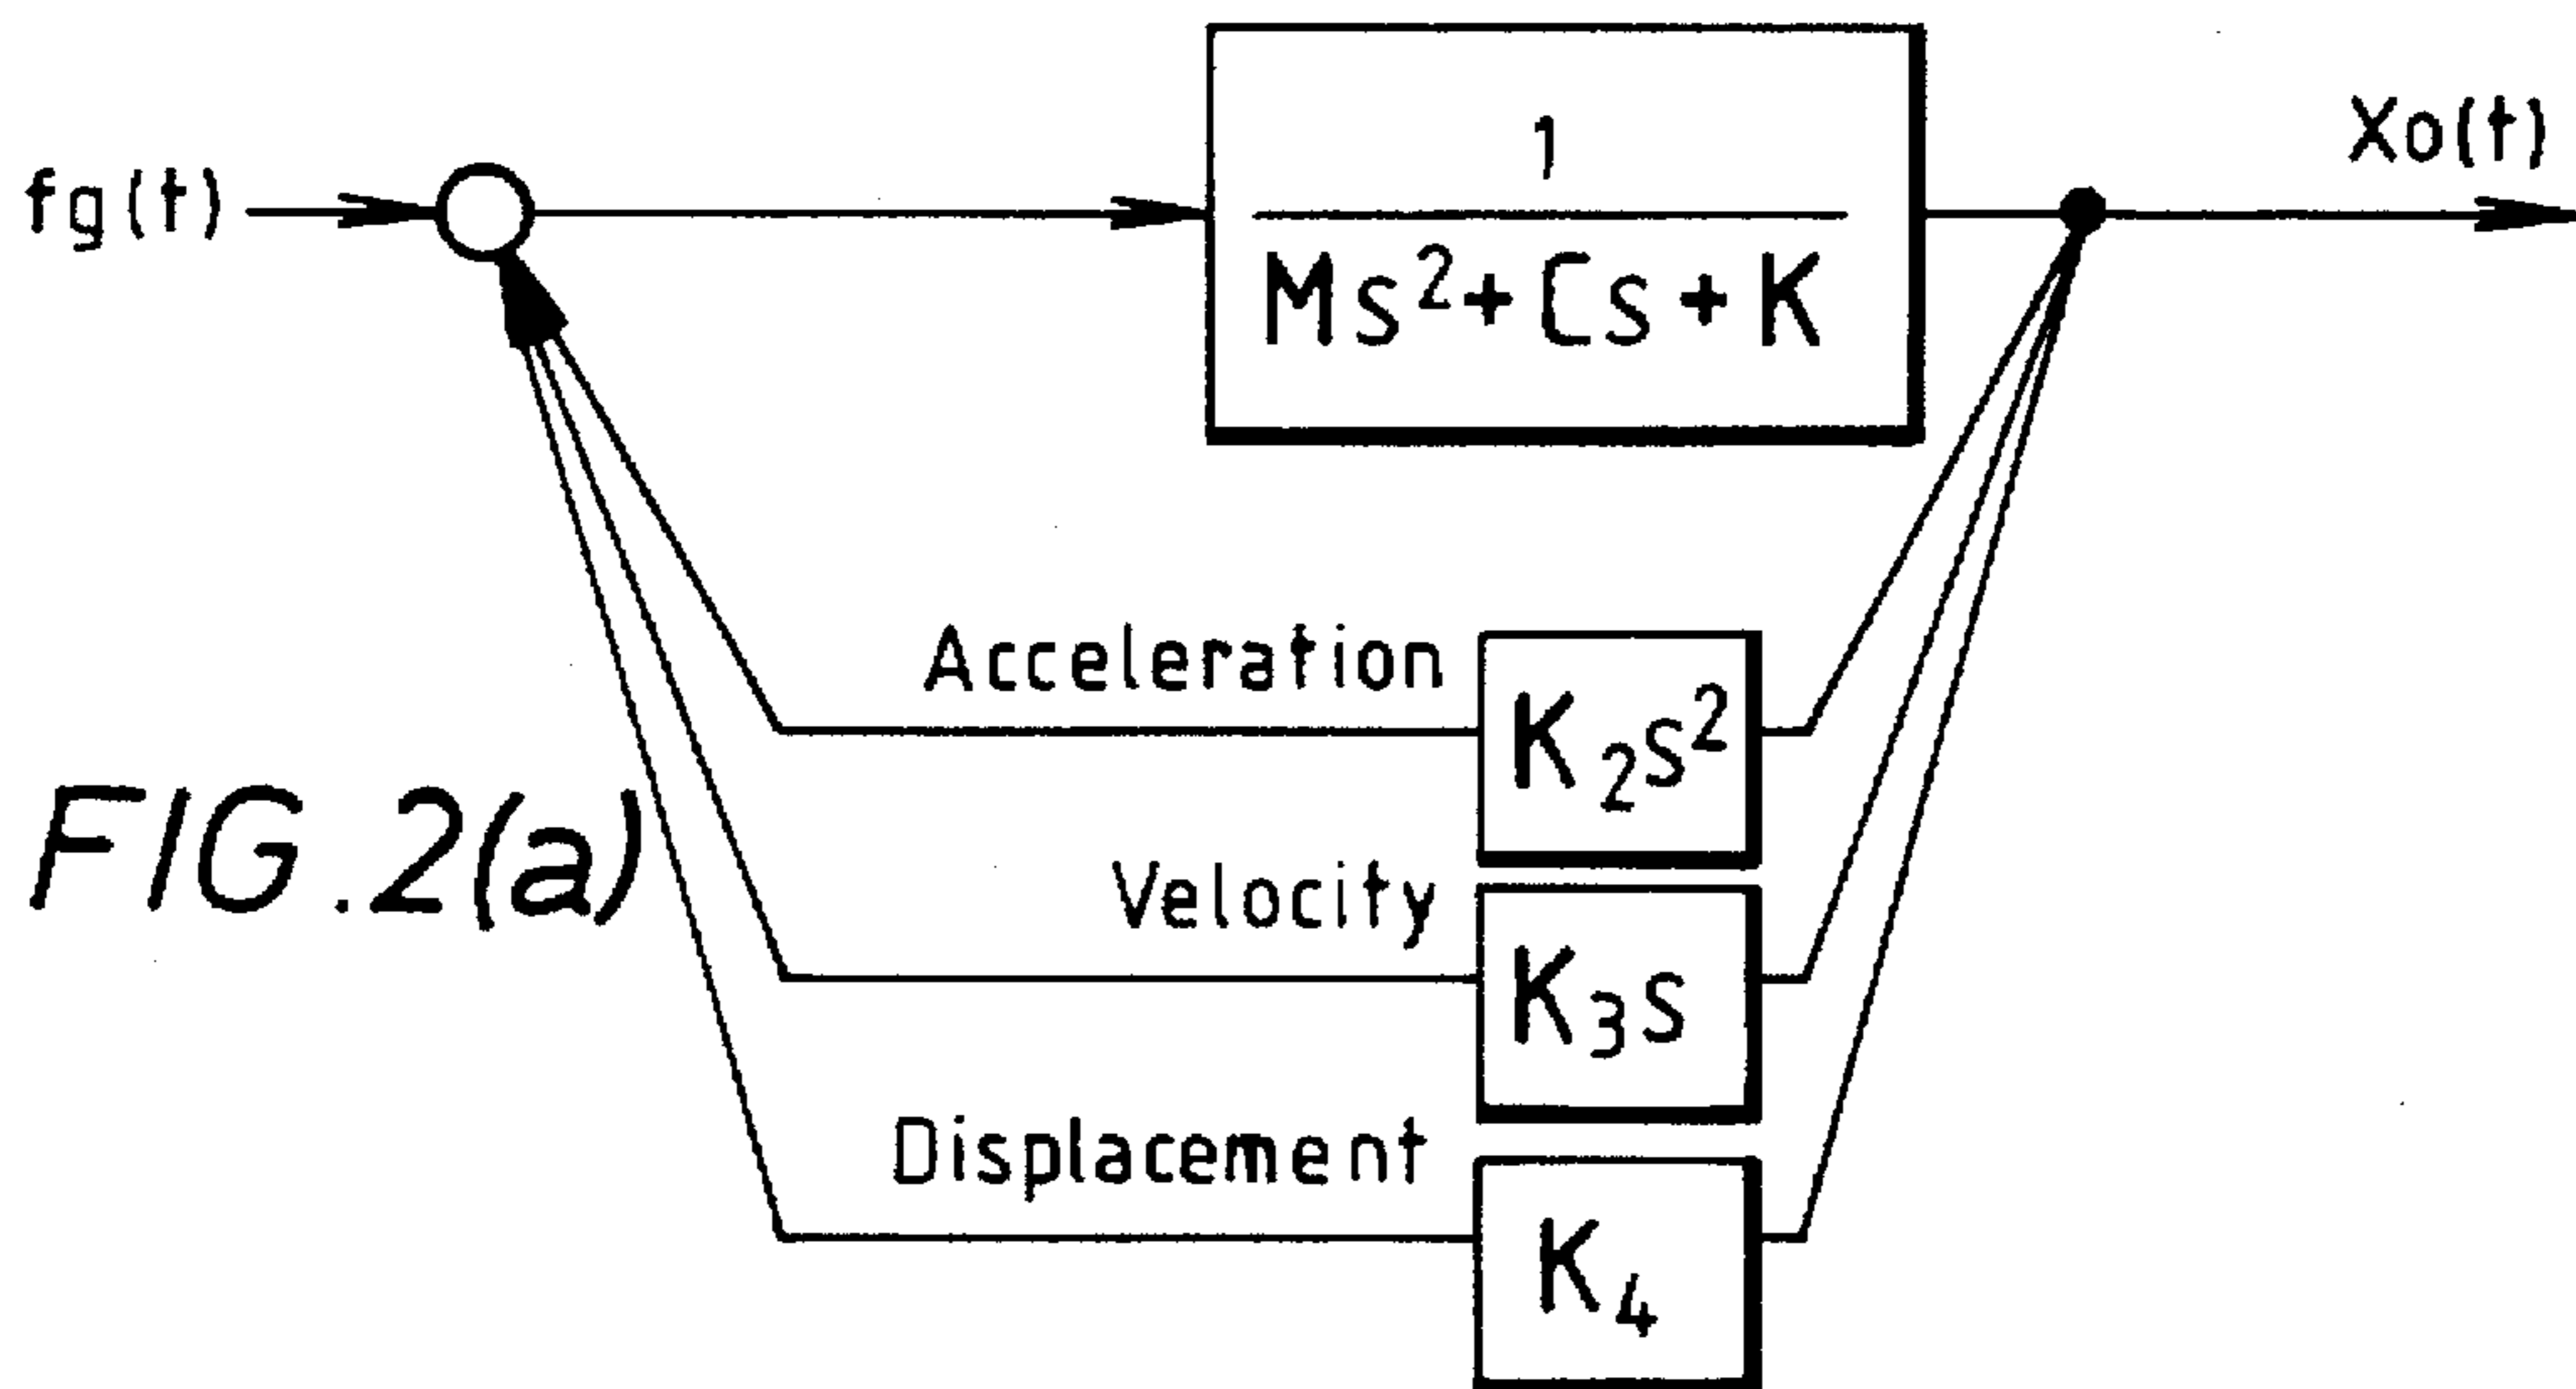 fg(t)
1
Ms²+Cs+K
Xo(t)
Acceleration
K₂s²
FIG.2(a)
Velocity
K₃s
Displacement
K₄